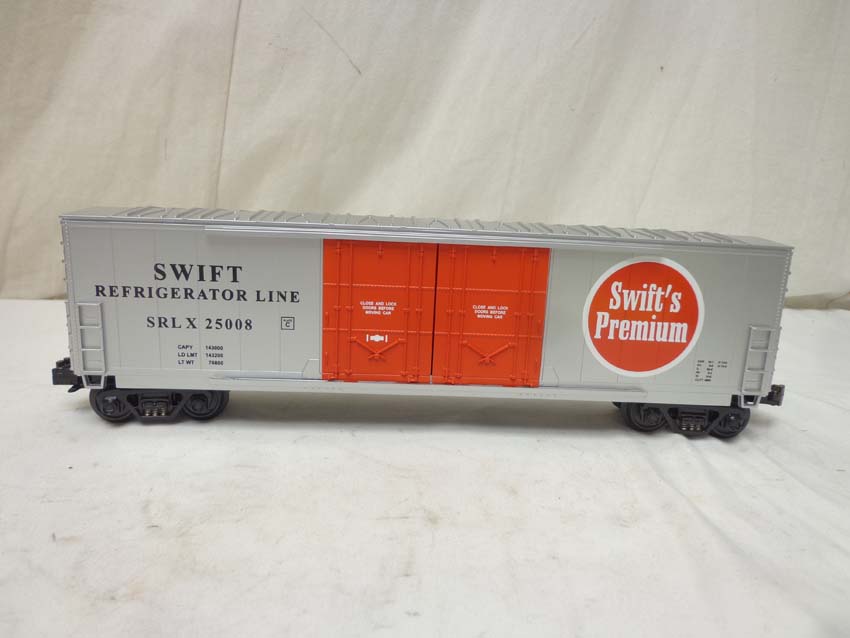 SWIFT
REFRIGERATOR LINE
SRLX 25008
C
CAPY 143000
LD LMT 143200
LT WT 76800
CLOSE AND LOCK
DOORS BEFORE
MOVING CAR
CLOSE AND LOCK
DOORS BEFORE
MOVING CAR
Swift's
Premium